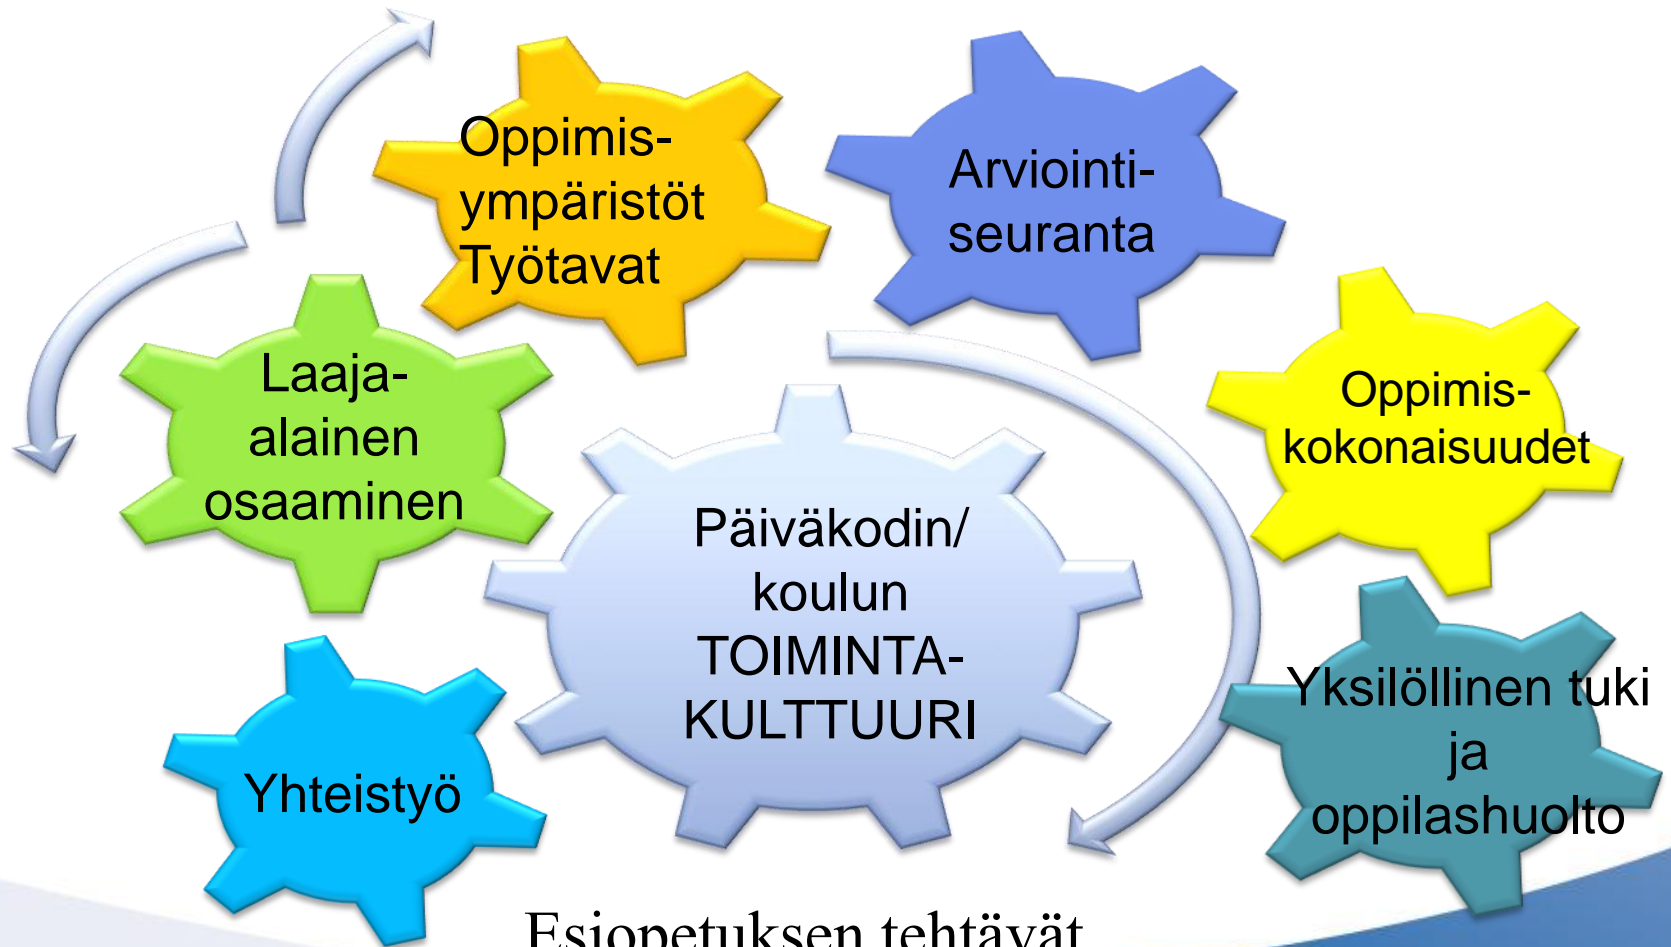 Oppimis-
ympäristöt
Työtavat
Arviointi-
seuranta
Laaja-
alainen
osaaminen
Oppimis-
kokonaisuudet
Päiväkodin/
koulun
TOIMINTA-
KULTTUURI
Yksilöllinen tuki
ja
oppilashuolto
Yhteistyö
Esiopetuksen tehtävät